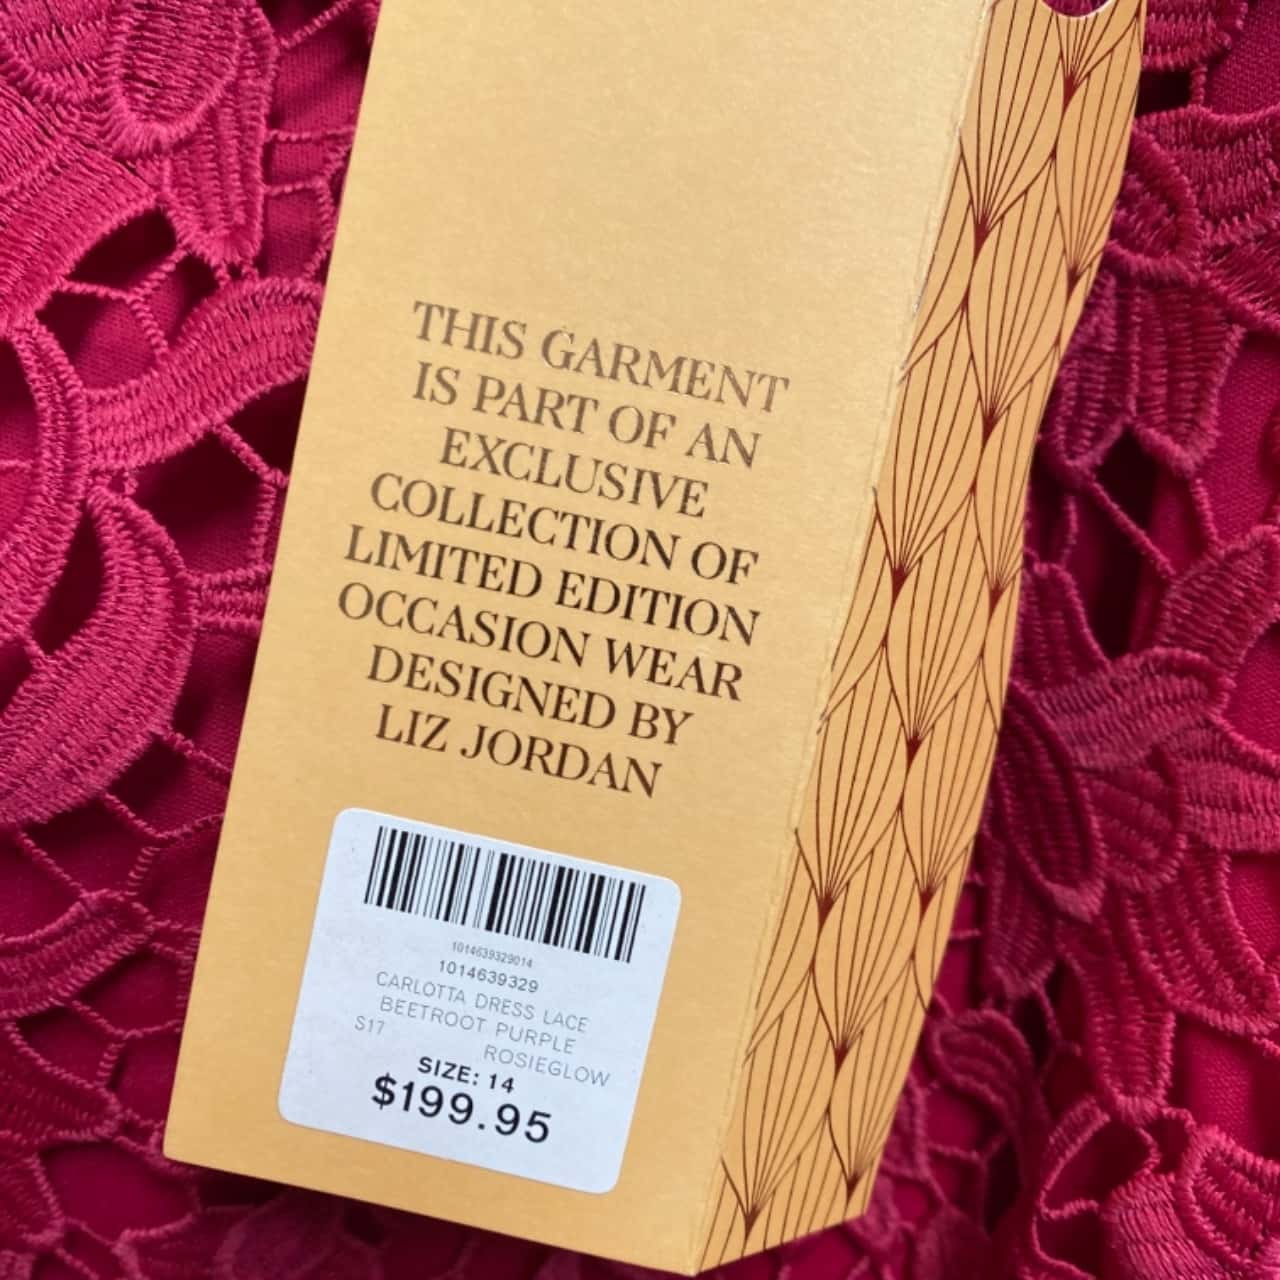 THIS GARMENT
IS PART OF AN
EXCLUSIVE
COLLECTION OF
LIMITED EDITION
OCCASION WEAR
DESIGNED BY
LIZ JORDAN
1014639329014
1014639329
CARLOTTA DRESS LACE
BEETROOT PURPLE
S17 ROSIEGLOW
SIZE: 14
$199.95